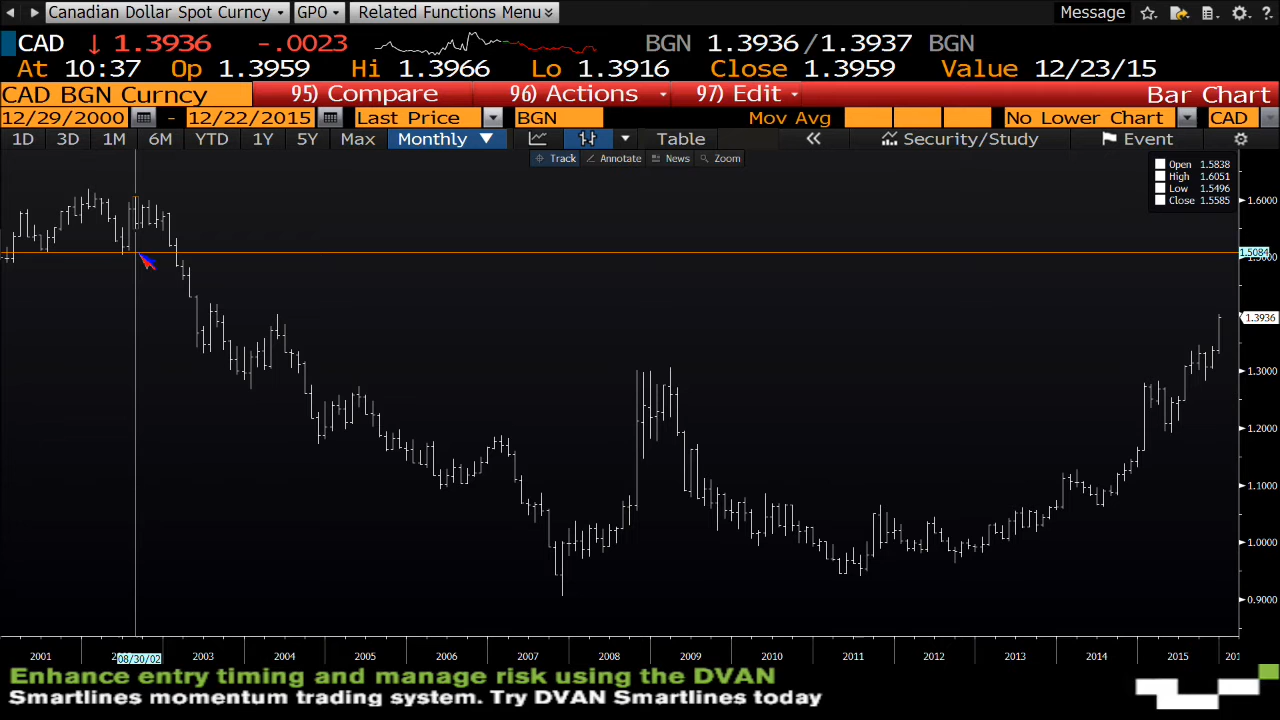 Canadian Dollar Spot Curncy GPO Related Functions Menu Message
CAD ↓ 1.3936 -.0023 BGN 1.3936/1.3937 BGN
At 10:37 Op 1.3959 Hi 1.3966 Lo 1.3916 Close 1.3959 Value 12/23/15
CAD BGN Curncy 95) Compare 96) Actions 97) Edit Bar Chart
12/29/2000 - 12/22/2015 Last Price BGN Mov Avg No Lower Chart CAD
1D 3D 1M 6M YTD 1Y 5Y Max Monthly ▼ Table « Security/Study Event
Track Annotate News Zoom
Open 1.5838
High 1.6051
Low 1.5496
Close 1.5585
1.6000
1.5084
1.5000
1.3936
1.3000
1.2000
1.1000
1.0000
0.9000
2001 08/30/02 2003 2004 2005 2006 2007 2008 2009 2010 2011 2012 2013 2014 2015
Enhance entry timing and manage risk using the DVAN
Smartlines momentum trading system. Try DVAN Smartlines today